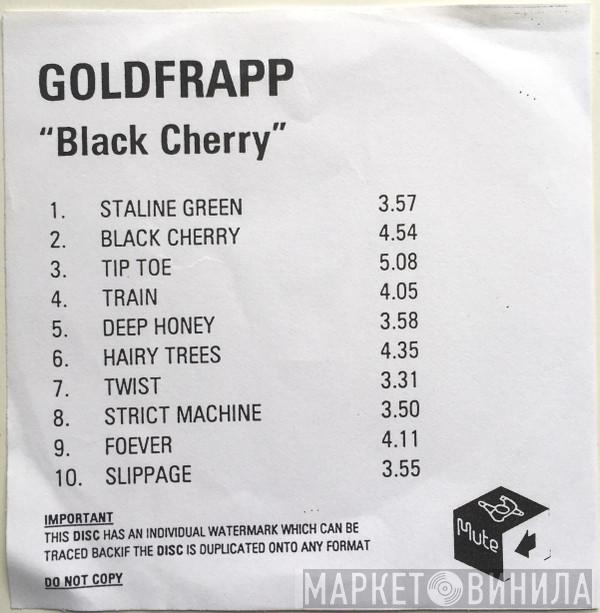 GOLDFRAPP
“Black Cherry”
1. STALINE GREEN 3.57
2. BLACK CHERRY 4.54
3. TIP TOE 5.08
4. TRAIN 4.05
5. DEEP HONEY 3.58
6. HAIRY TREES 4.35
7. TWIST 3.31
8. STRICT MACHINE 3.50
9. FOEVER 4.11
10. SLIPPAGE 3.55
IMPORTANT
THIS DISC HAS AN INDIVIDUAL WATERMARK WHICH CAN BE
TRACED BACKIF THE DISC IS DUPLICATED ONTO ANY FORMAT
DO NOT COPY
Mute
МАРКЕТ ВИНИЛА